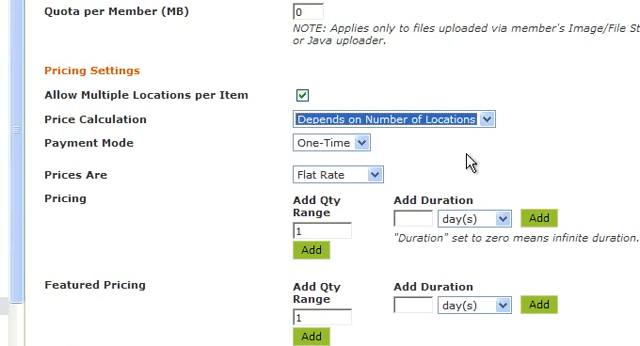 Quota per Member (MB)
0
NOTE: Applies only to files uploaded via member's Image/File St
or Java uploader.
Pricing Settings
Allow Multiple Locations per Item
Price Calculation
Depends on Number of Locations
Payment Mode
One-Time
Prices Are
Flat Rate
Pricing
Add Qty
Range
1
Add
Add Duration
day(s)
Add
"Duration" set to zero means infinite duration.
Featured Pricing
Add Qty
Range
1
Add
Add Duration
day(s)
Add